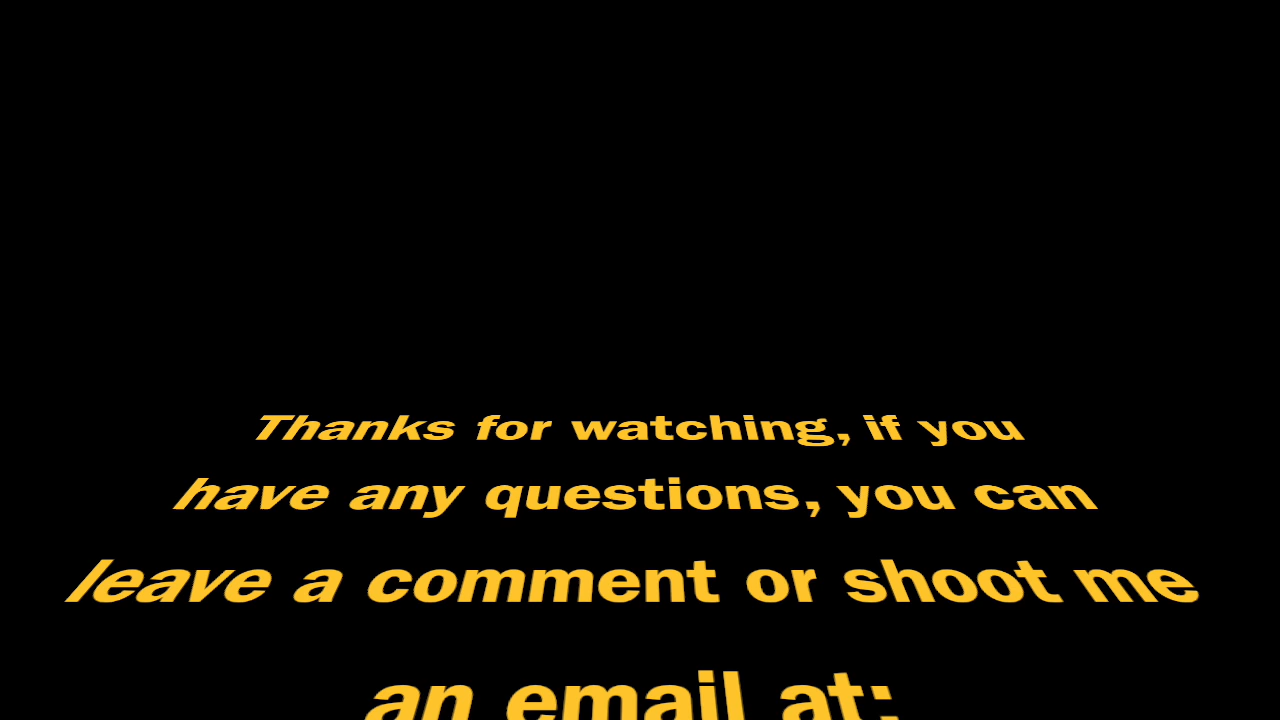 Thanks for watching, if you
have any questions, you can
leave a comment or shoot me
an email at: